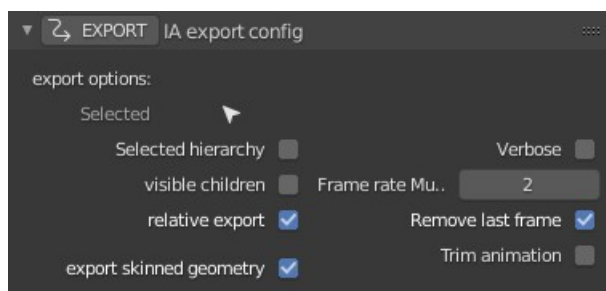 EXPORT IA export config
export options:
Selected
Selected hierarchy
Verbose
visible children
Frame rate Mu.. 2
relative export
Remove last frame
Trim animation
export skinned geometry